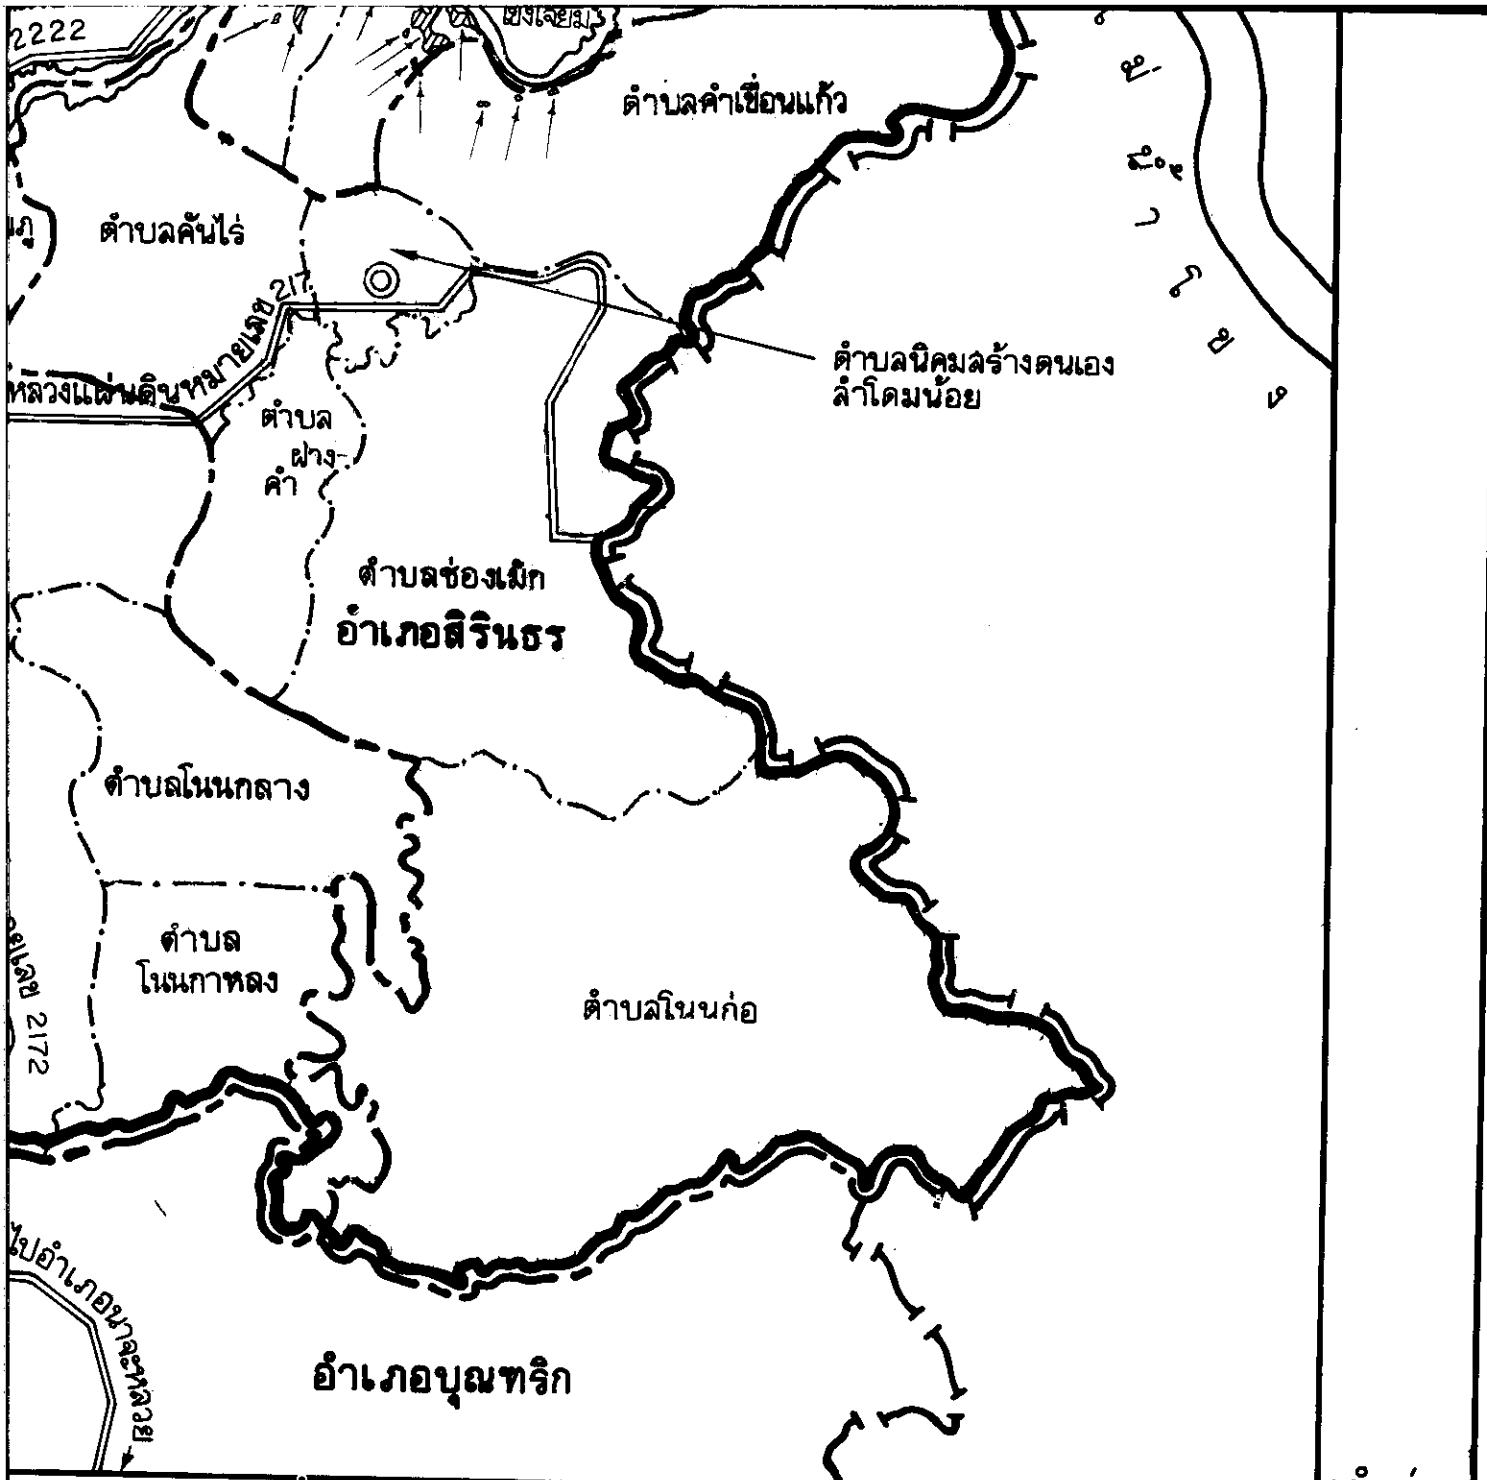 2222
ตำบลคำเขื่อนแก้ว
ตำบลคันไร่
หลวงแผ่นดินหมายเลข 217
ตำบลนิคมสร้างตนเอง
ลำโดมน้อย
ตำบล
ฝาง
คำ
ตำบลช่องเม็ก
อำเภอสิรินธร
ตำบลโนนกลาง
ตำบล
โนนกาหลง
2172
ตำบลโนนก่อ
ไปอำเภอนาจะหลวย
อำเภอบุณฑริก